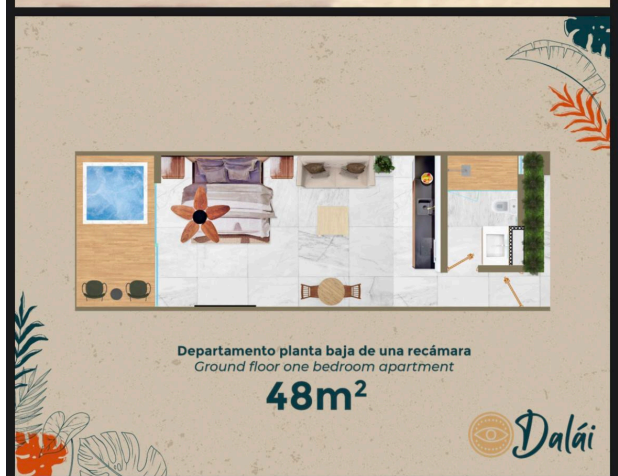 Departamento planta baja de una recámara
Ground floor one bedroom apartment
48m²
Dalái